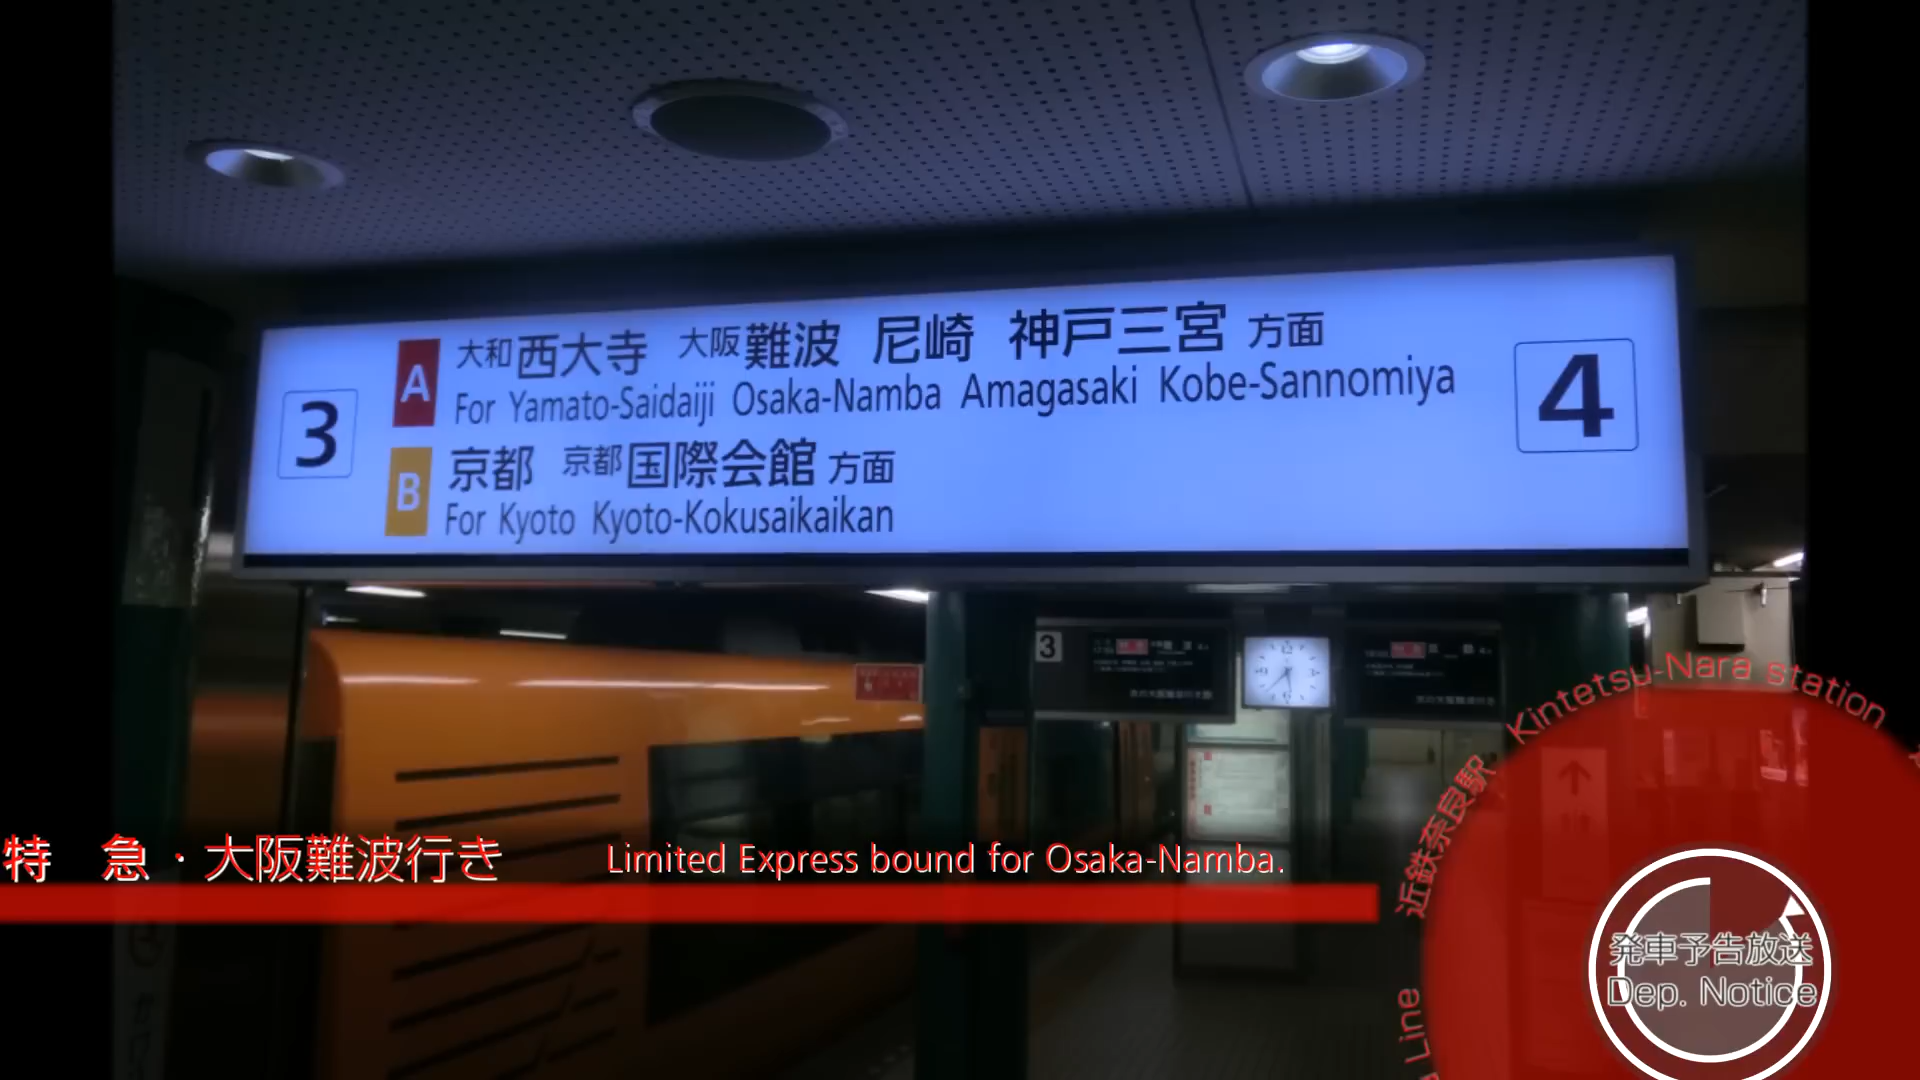 3
A 大和西大寺 大阪難波 尼崎 神戸三宮 方面
For Yamato-Saidaiji Osaka-Namba Amagasaki Kobe-Sannomiya
B 京都 京都国際会館 方面
For Kyoto Kyoto-Kokusaikaikan
4
3
特 急・大阪難波行き Limited Express bound for Osaka-Namba.
近鉄奈良駅 Kintetsu-Nara station
Line
発車予告放送
Dep. Notice